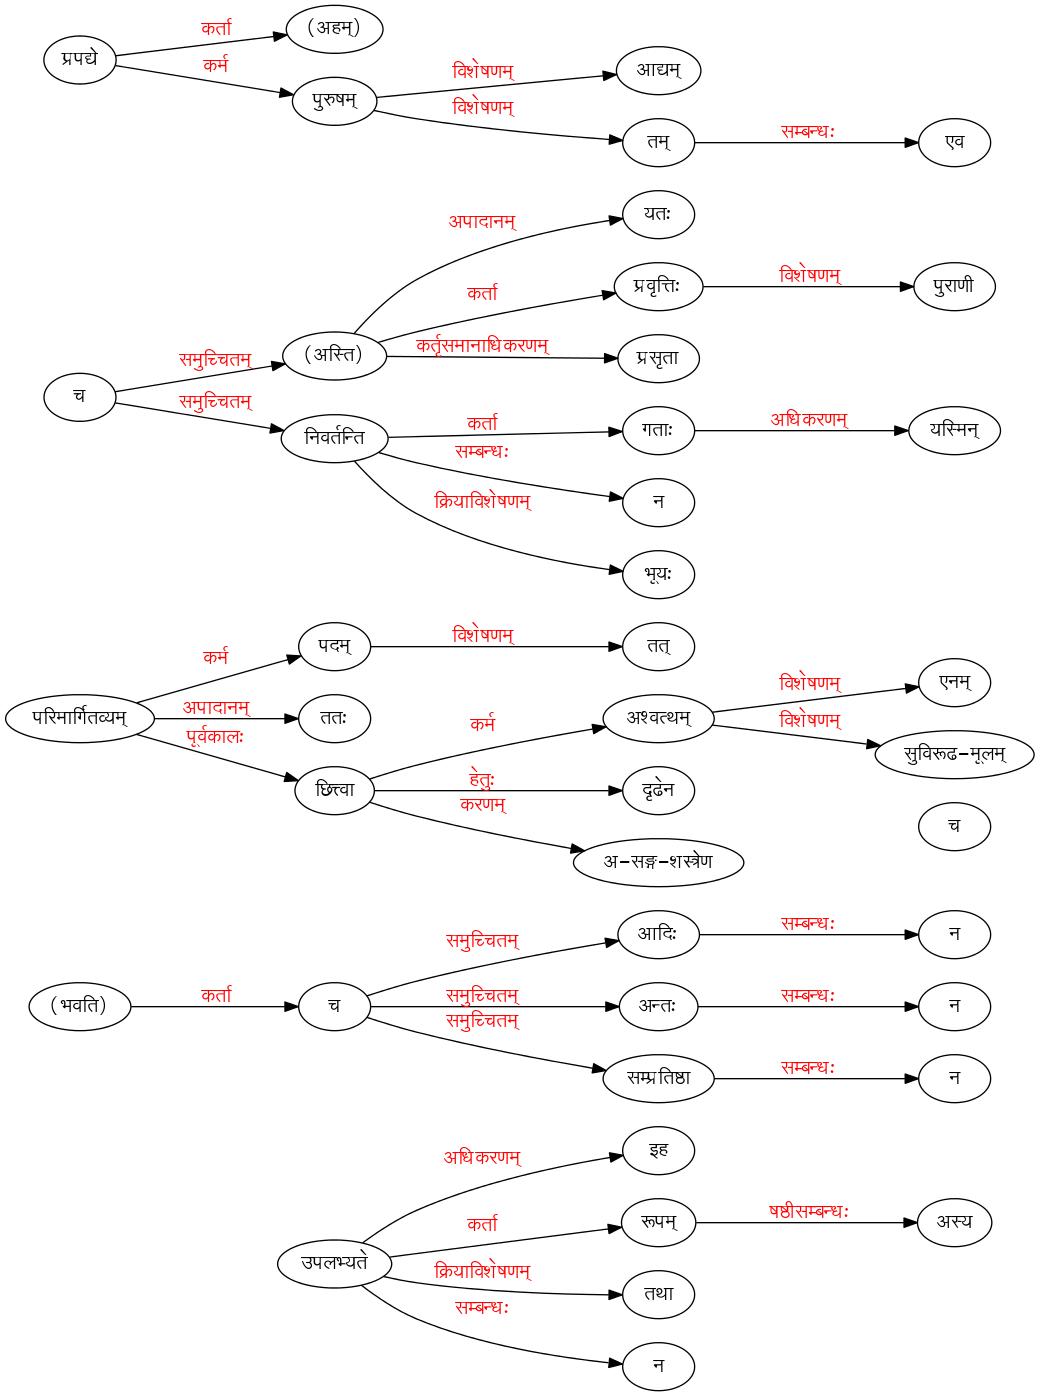 कर्ता
(अहम्)
प्रपद्ये
कर्म
विशेषणम्
आद्यम्
पुरुषम्
विशेषणम्
तम्
सम्बन्धः
एव
यतः
अपादानम्
कर्ता
प्रवृत्तिः
विशेषणम्
पुराणी
(अस्ति)
कर्तृसमानाधिकरणम्
प्रसृता
समुच्चितम्
च
समुच्चितम्
निवर्तन्ति
कर्ता
गताः
अधिकरणम्
यस्मिन्
सम्बन्धः
न
क्रियाविशेषणम्
भूयः
कर्म
पदम्
विशेषणम्
तत्
परिमार्गितव्यम्
अपादानम्
ततः
पूर्वकालः
कर्म
अश्वत्थम्
विशेषणम्
एनम्
विशेषणम्
सुविरूढ-मूलम्
छित्त्वा
हेतुः
दृढेन
करणम्
च
अ-सङ्ग-शस्त्रेण
समुच्चितम्
आदिः
सम्बन्धः
न
(भवति)
कर्ता
च
समुच्चितम्
अन्तः
सम्बन्धः
न
समुच्चितम्
सम्प्रतिष्ठा
सम्बन्धः
न
अधिकरणम्
इह
कर्ता
रूपम्
षष्ठीसम्बन्धः
अस्य
उपलभ्यते
क्रियाविशेषणम्
तथा
सम्बन्धः
न